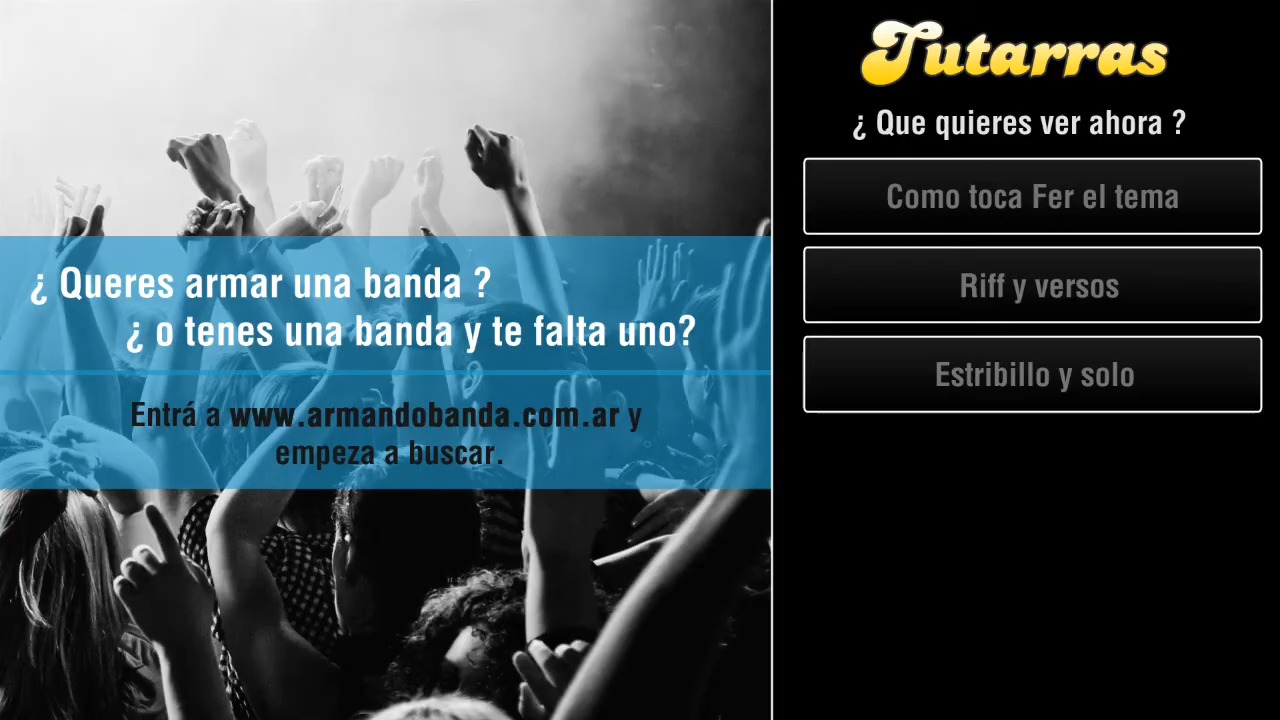 ¿ Queres armar una banda ?
¿ o tenes una banda y te falta uno?
Entrá a www.armandobanda.com.ar y
empeza a buscar.
Tutarras
¿ Que quieres ver ahora ?
Como toca Fer el tema
Riff y versos
Estribillo y solo